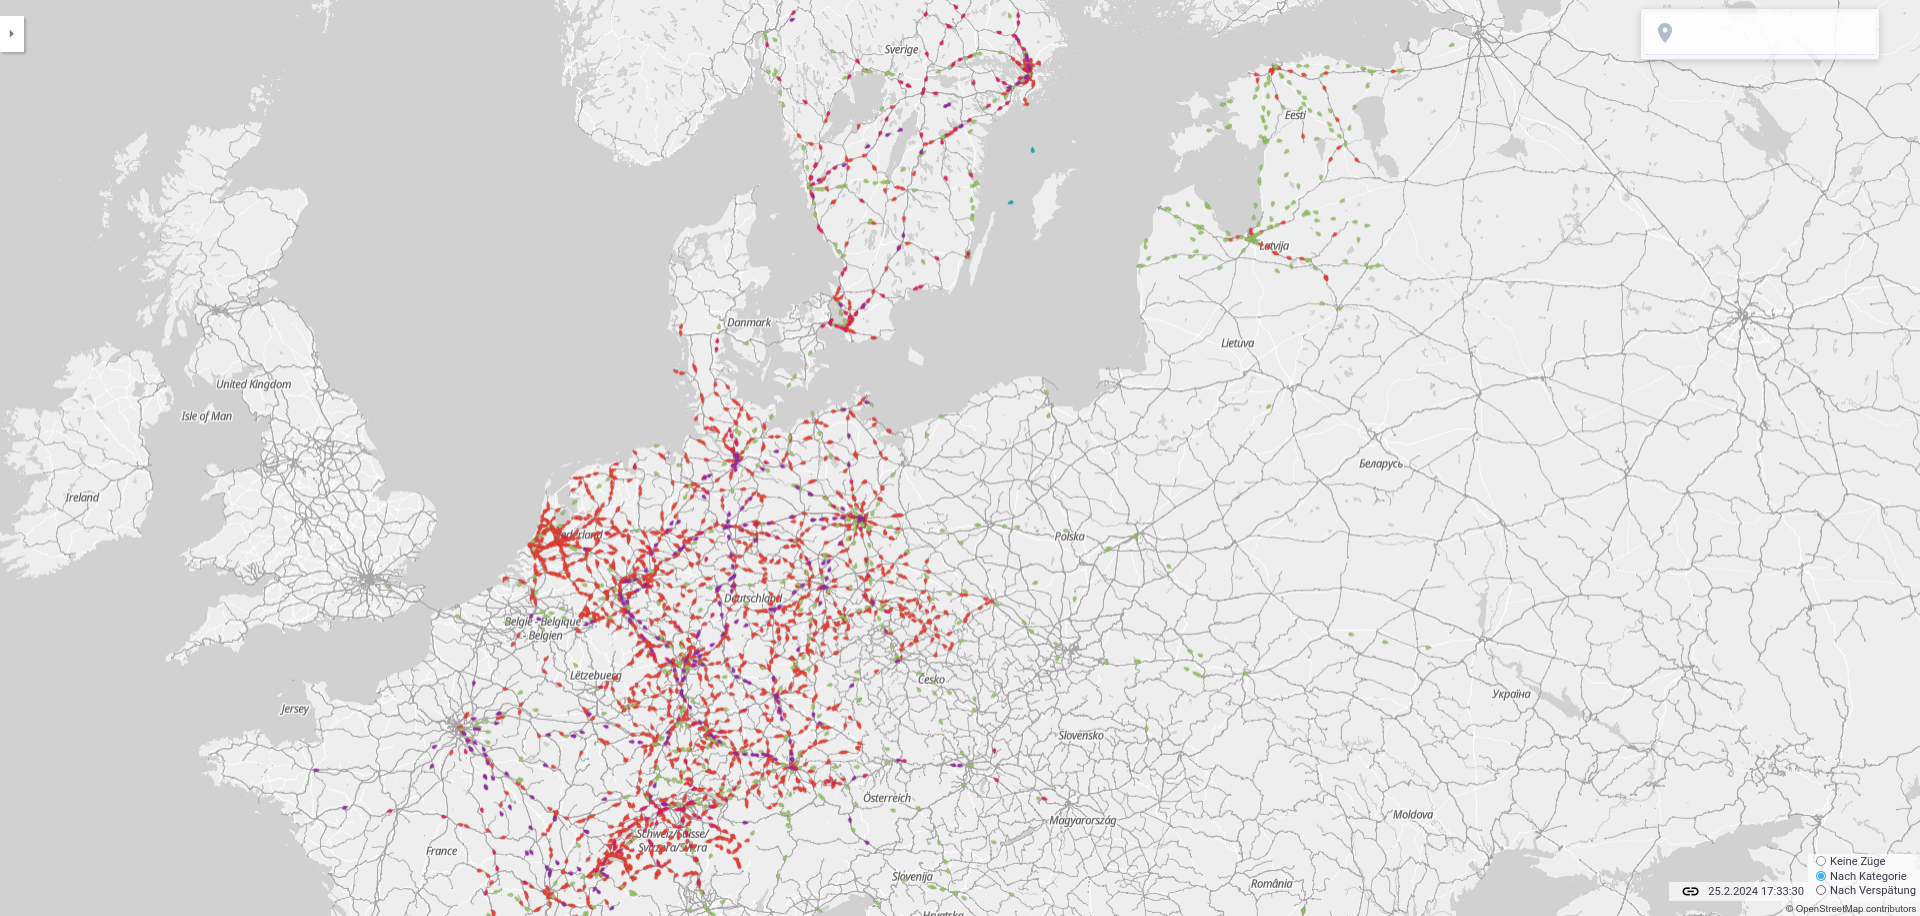 Sverige
Eesti
Latvija
Danmark
Lietuva
United Kingdom
Isle of Man
Беларусь
Ireland
Nederland
Polska
Deutschland
België - Belgique
- Belgien
Lëtzebuerg
Česko
Україна
Jersey
Slovensko
Österreich
Moldova
Magyarország
Schweiz/Suisse/
Svizzera/Svizra
France
Slovenija
România
Hrvatska
Keine Züge
Nach Kategorie
25.2.2024 17:33:30
Nach Verspätung
© OpenStreetMap contributors